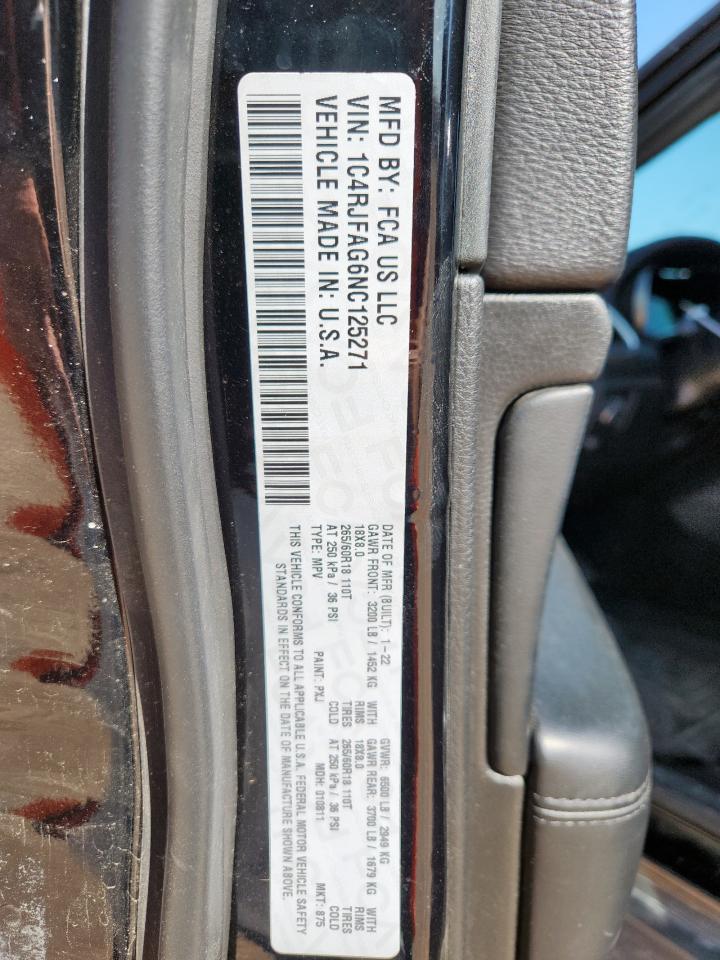 MFD BY: FCA US LLC
VIN: 1C4RJFAG6NC125271
VEHICLE MADE IN: U.S.A.
DATE OF MFR (BUILT): 1-22 GVWR: 6500 LB / 2949 KG
GAWR FRONT: 3200 LB / 1452 KG WITH GAWR REAR: 3700 LB / 1679 KG WITH
18X8.0 RIMS 18X8.0 RIMS
265/60R18 110T TIRES 265/60R18 110T TIRES
AT 250 kPa / 36 PSI COLD AT 250 kPa / 36 PSI COLD
TYPE: MPV PAINT: PXJ MDH: 010811 MKT: 875
THIS VEHICLE CONFORMS TO ALL APPLICABLE U.S.A. FEDERAL MOTOR VEHICLE SAFETY
STANDARDS IN EFFECT ON THE DATE OF MANUFACTURE SHOWN ABOVE.